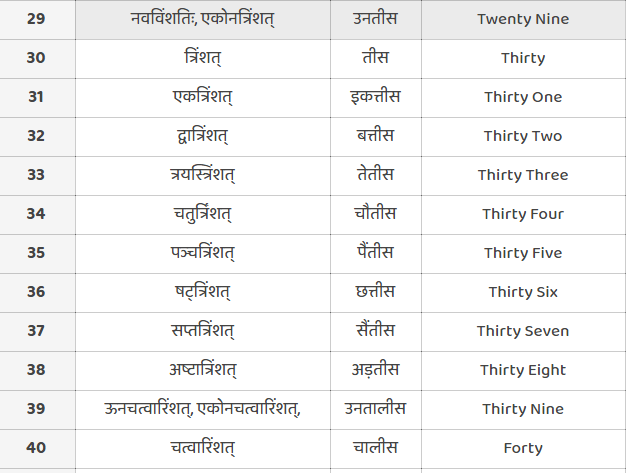 29 नवविंशतिः, एकोनत्रिंशत् उनतीस Twenty Nine
30 त्रिंशत् तीस Thirty
31 एकत्रिंशत् इकत्तीस Thirty One
32 द्वात्रिंशत् बत्तीस Thirty Two
33 त्रयस्त्रिंशत् तेतीस Thirty Three
34 चतुर्त्रिंशत् चौतीस Thirty Four
35 पञ्चत्रिंशत् पैंतीस Thirty Five
36 षट्त्रिंशत् छत्तीस Thirty Six
37 सप्तत्रिंशत् सैंतीस Thirty Seven
38 अष्टात्रिंशत् अड़तीस Thirty Eight
39 ऊनचत्वारिंशत्, एकोनचत्वारिंशत्, उनतालीस Thirty Nine
40 चत्वारिंशत् चालीस Forty